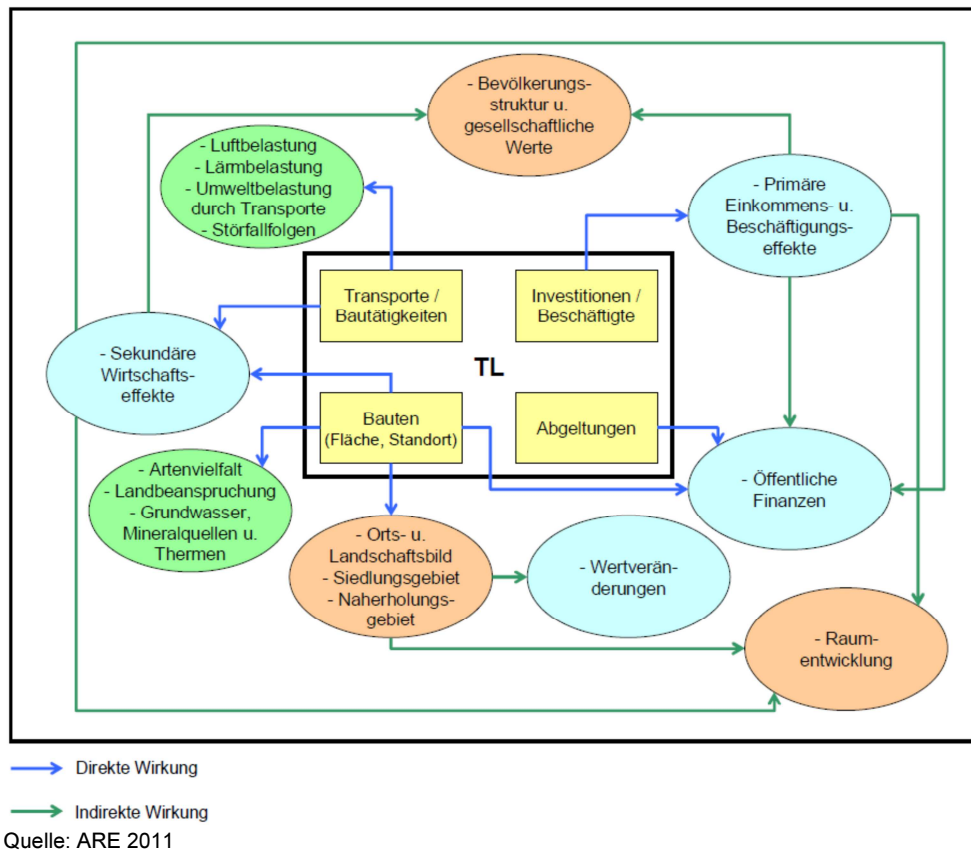 - Bevölkerungs-
struktur u.
gesellschaftliche
Werte
- Luftbelastung
- Lärmbelastung
- Umweltbelastung
durch Transporte
- Störfallfolgen
- Primäre
Einkommens- u.
Beschäftigungs-
effekte
Transporte /
Bautätigkeiten
Investitionen /
Beschäftigte
- Sekundäre
Wirtschafts-
effekte
TL
Bauten
(Fläche, Standort)
Abgeltungen
- Artenvielfalt
- Landbeanspruchung
- Grundwasser,
Mineralquellen u.
Thermen
- Öffentliche
Finanzen
- Orts- u.
Landschaftsbild
- Siedlungsgebiet
- Naherholungs-
gebiet
- Wertverän-
derungen
- Raum-
entwicklung
Direkte Wirkung
Indirekte Wirkung
Quelle: ARE 2011